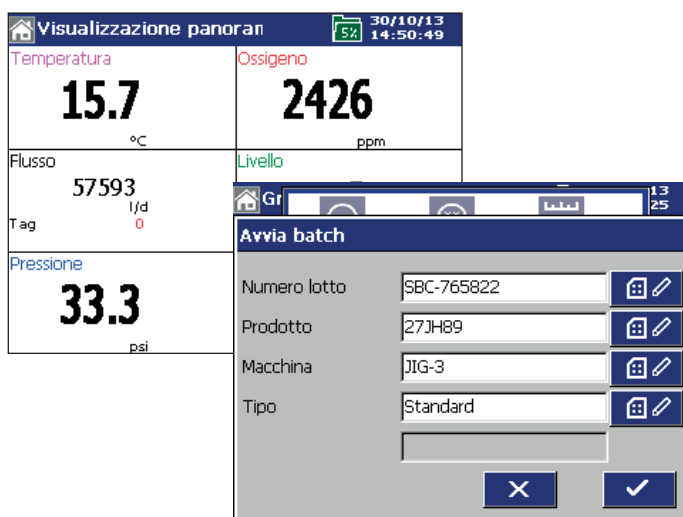 Visualizzazione panoran
5%
30/10/13
14:50:49
Temperatura
15.7
°C
Ossigeno
2426
ppm
Flusso
57593
l/d
Tag
0
Livello
Pressione
33.3
psi
Gr
13
25
Avvia batch
Numero lotto
SBC-765822
Prodotto
27JH89
Macchina
JIG-3
Tipo
Standard